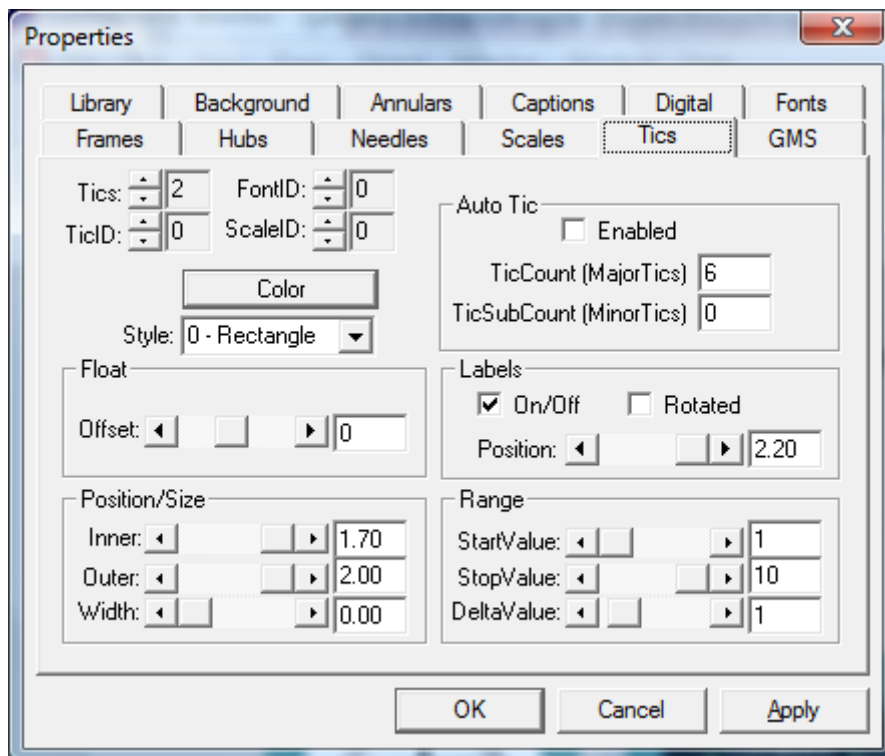 Properties
Library Background Annulars Captions Digital Fonts
Frames Hubs Needles Scales Tics GMS
Tics: 2 FontID: 0
TicID: 0 ScaleID: 0
Color
Style: 0 - Rectangle
Auto Tic
Enabled
TicCount (MajorTics) 6
TicSubCount (MinorTics) 0
Float
Offset: 0
Labels
On/Off Rotated
Position: 2.20
Position/Size
Inner: 1.70
Outer: 2.00
Width: 0.00
Range
StartValue: 1
StopValue: 10
DeltaValue: 1
OK Cancel Apply